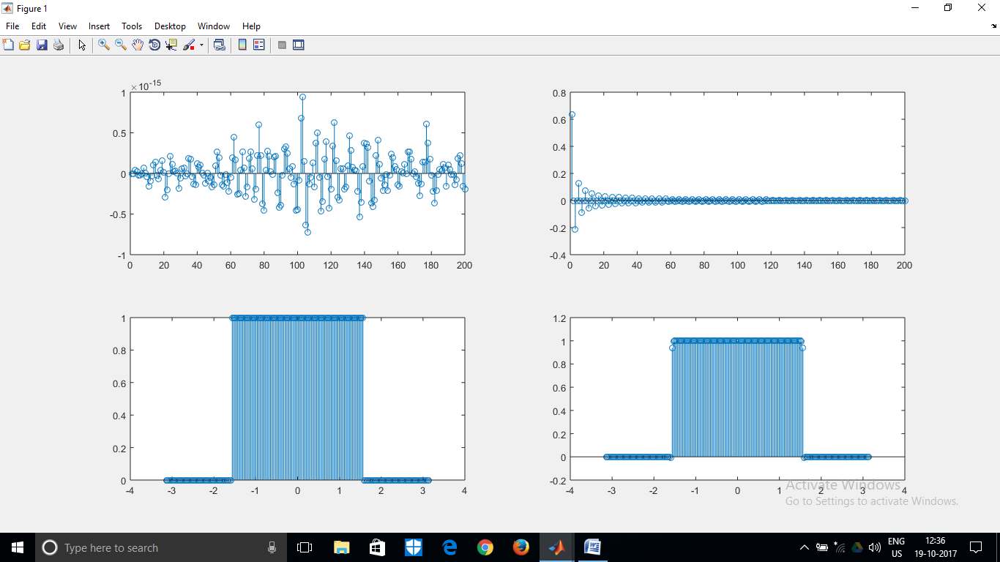 Figure 1
File Edit View Insert Tools Desktop Window Help
×10-15
1
0.5
0
-0.5
-1
0 20 40 60 80 100 120 140 160 180 200
0.8
0.6
0.4
0.2
0
-0.2
-0.4
0 20 40 60 80 100 120 140 160 180 200
1
0.8
0.6
0.4
0.2
0
-4 -3 -2 -1 0 1 2 3 4
1.2
1
0.8
0.6
0.4
0.2
0
-0.2
-4 -3 -2 -1 0 1 2 3 4
Activate Windows
Go to Settings to activate Windows.
Type here to search
ENG
US
12:36
19-10-2017